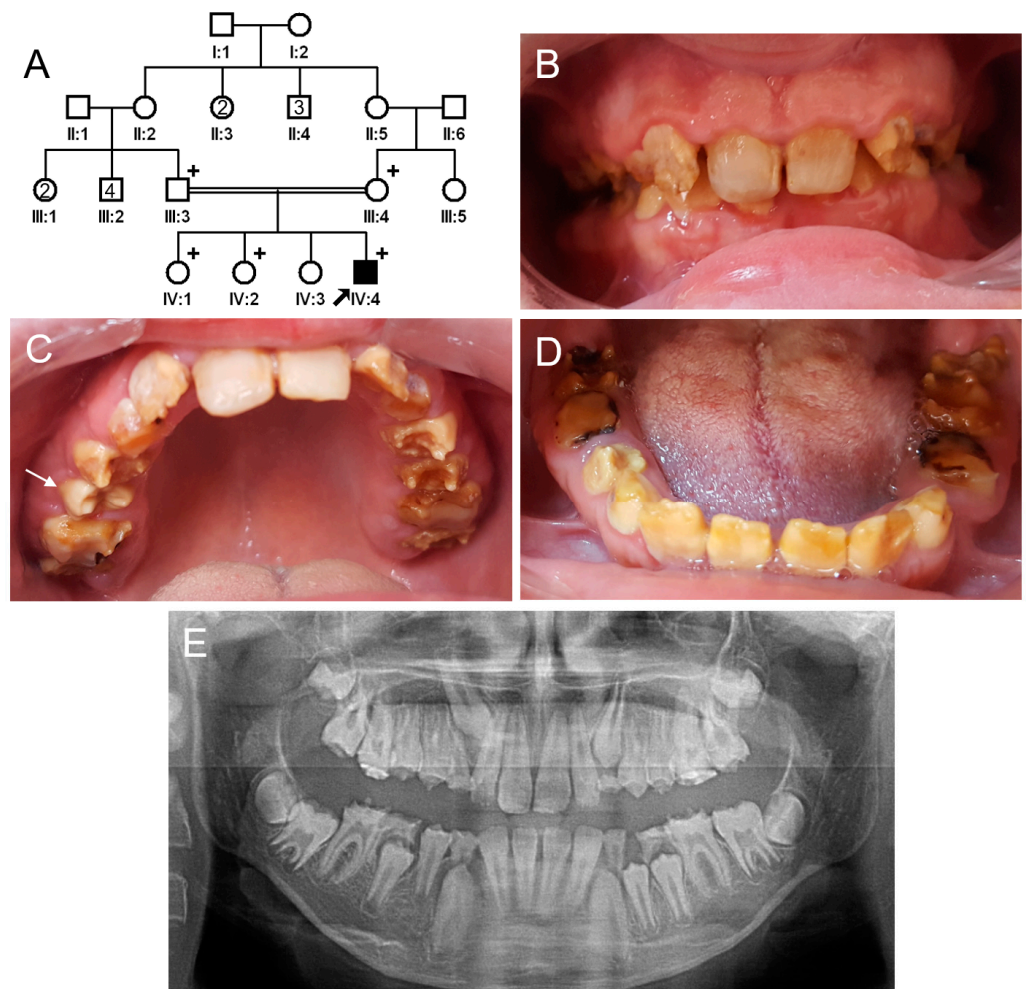 A
I:1 I:2
2 3
II:1 II:2 II:3 II:4 II:5 II:6
+ +
2 4
III:1 III:2 III:3 III:4 III:5
+ + +
IV:1 IV:2 IV:3 IV:4
B
C
D
E